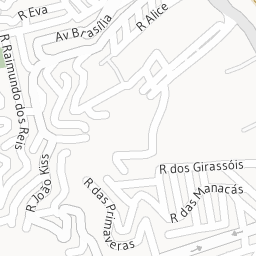 R Eva
Av Brasília
R Alice
R Raimundo dos Reis
R João Kiss
R dos Girassóis
R das Primaveras
R das Manacás